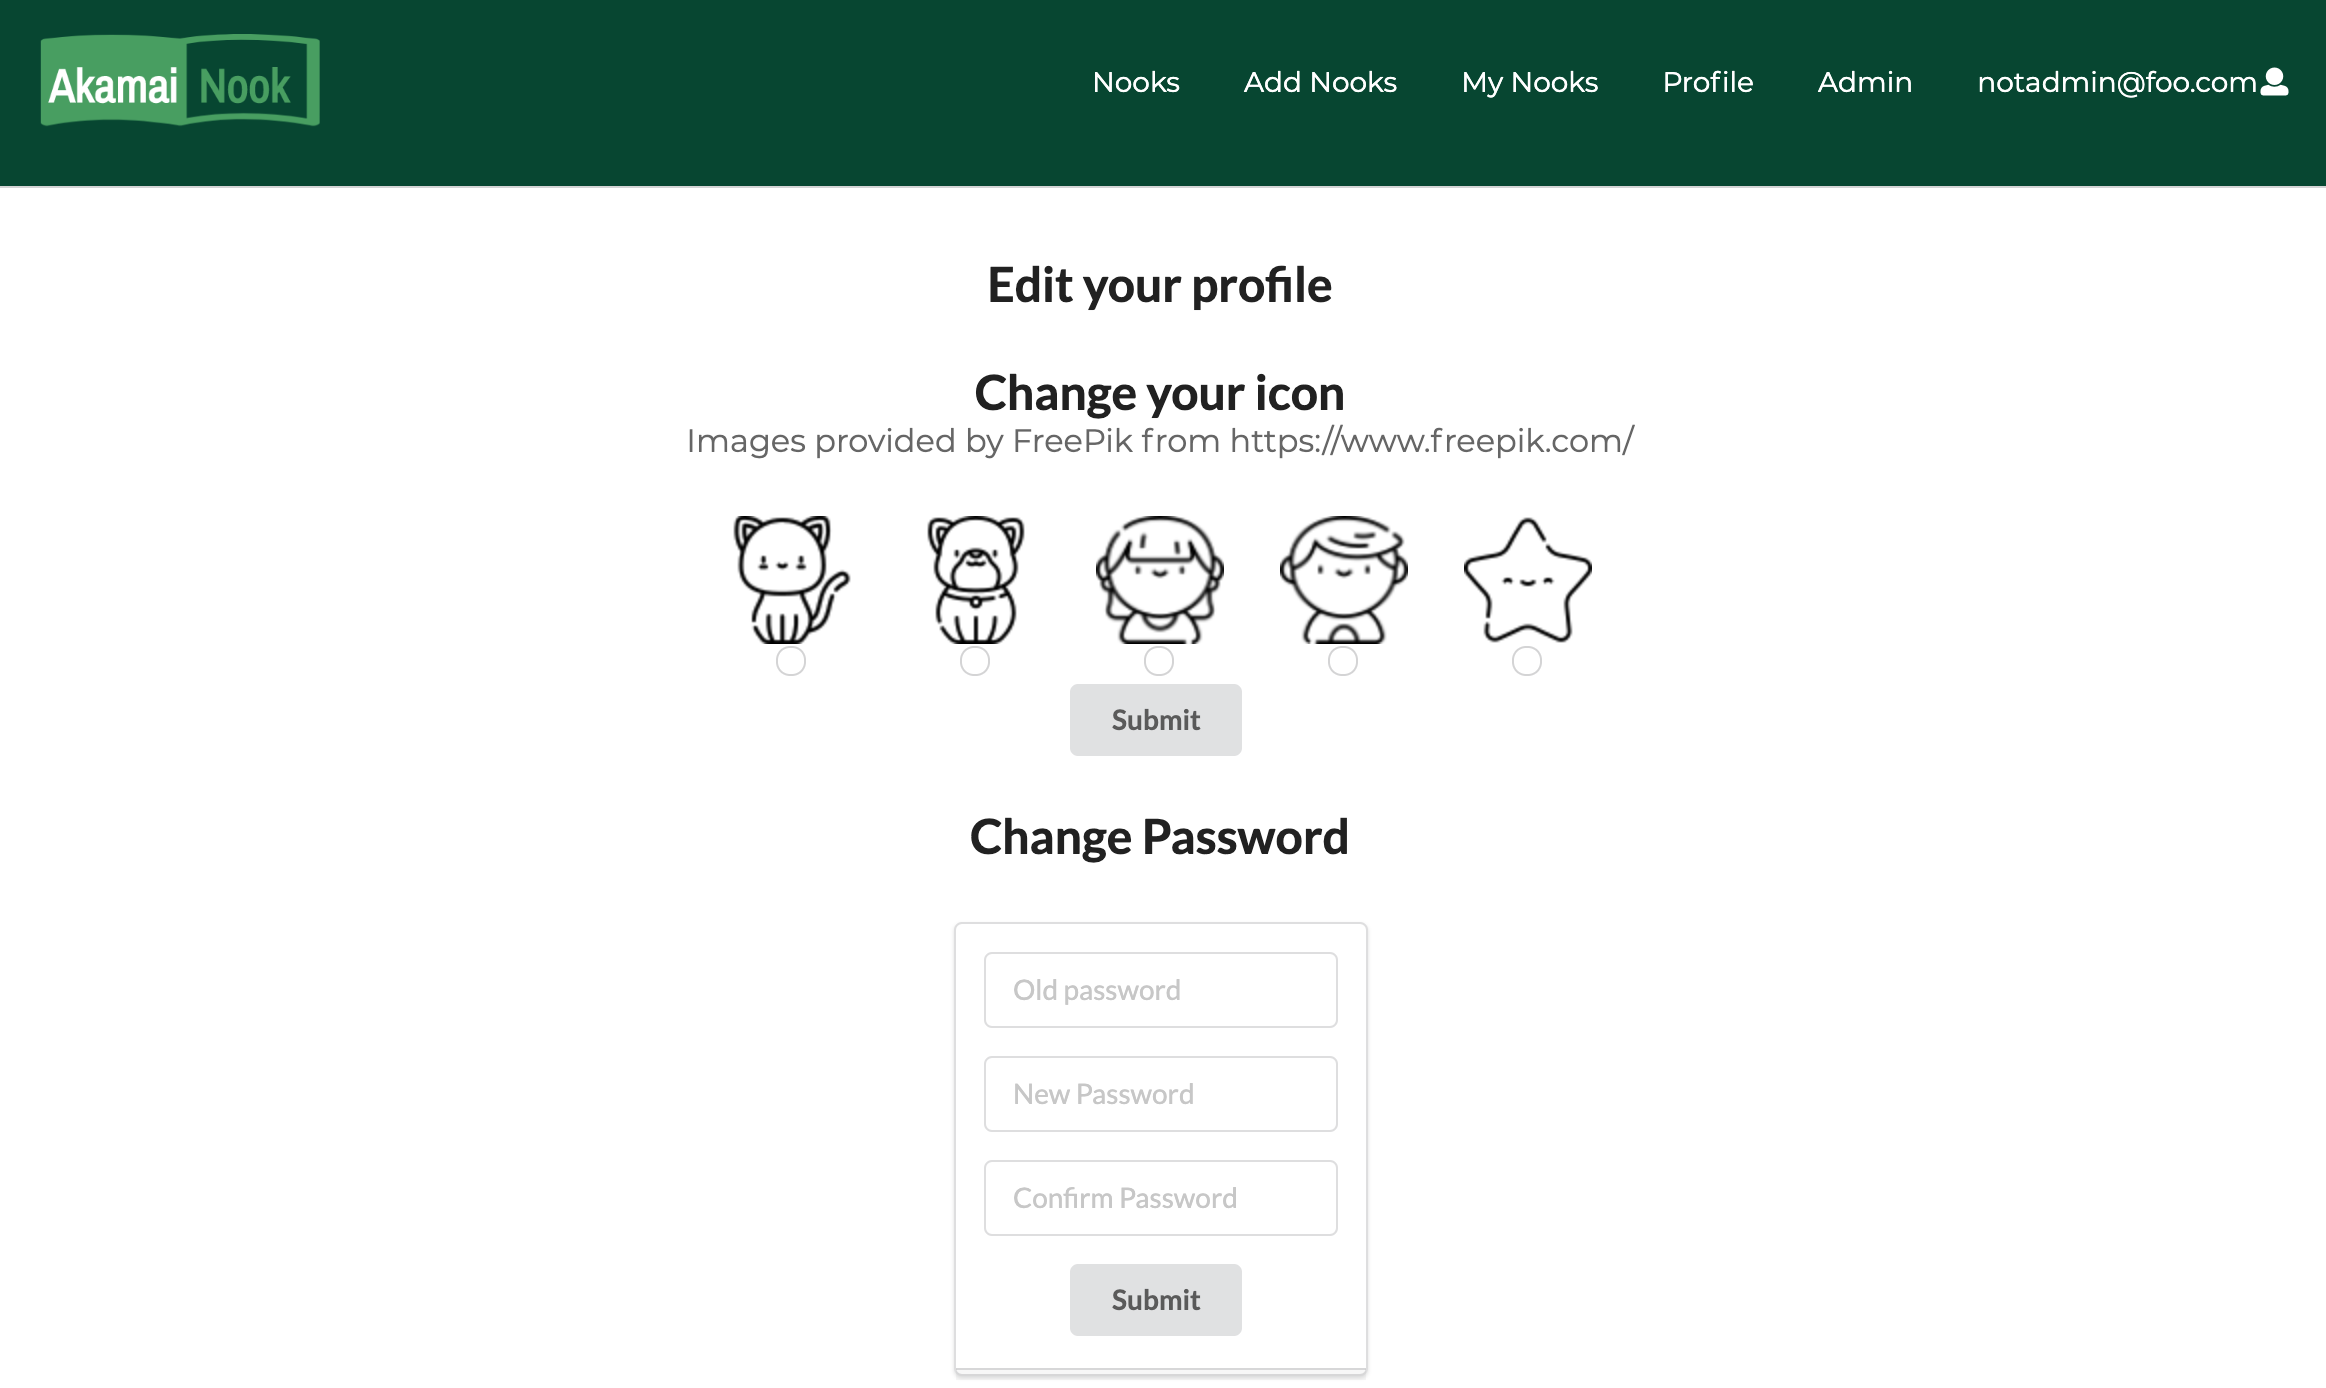 Akamai Nook
Nooks Add Nooks My Nooks Profile Admin notadmin@foo.com
Edit your profile
Change your icon
Images provided by FreePik from https://www.freepik.com/
Submit
Change Password
Old password
New Password
Confirm Password
Submit